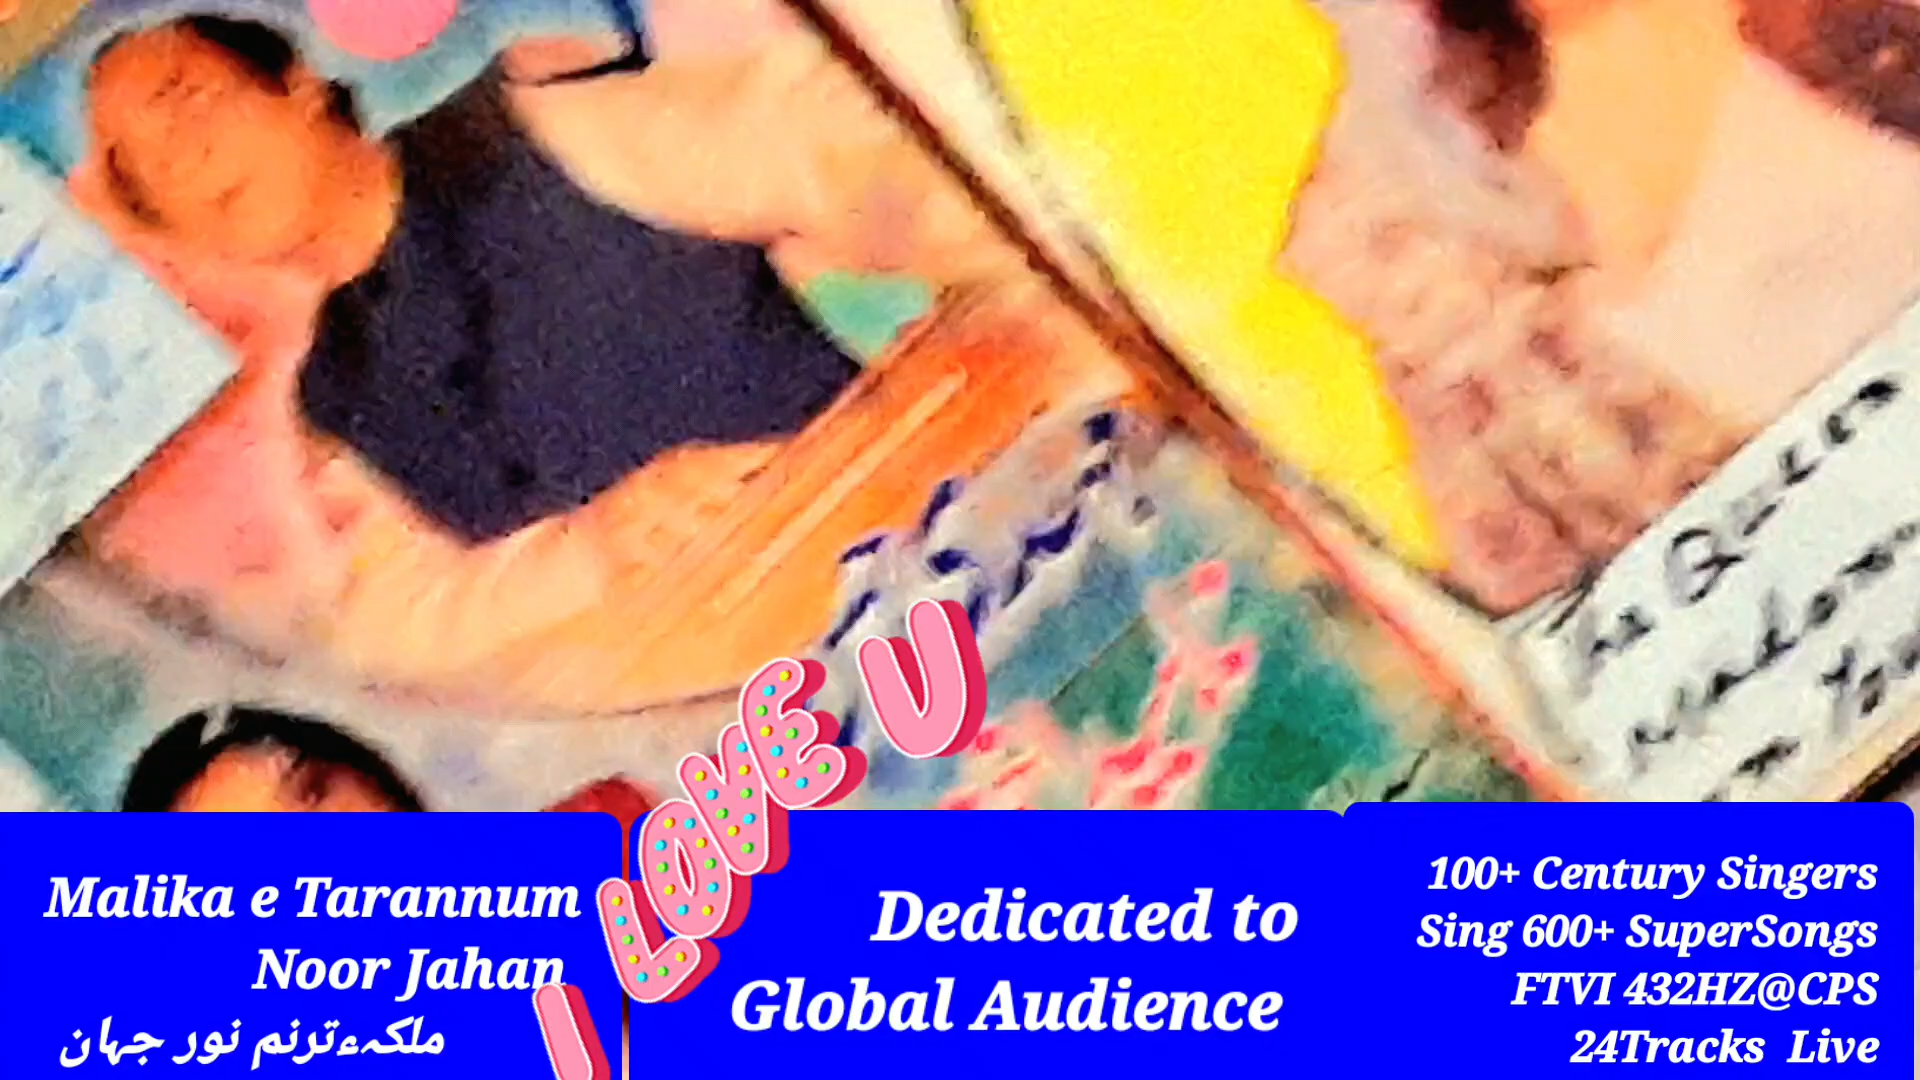 Malika e Tarannum
Noor Jahan
ملکہءترنم نور جہان
I LOVE U
Dedicated to
Global Audience
100+ Century Singers
Sing 600+ SuperSongs
FTVI 432HZ@CPS
24Tracks Live